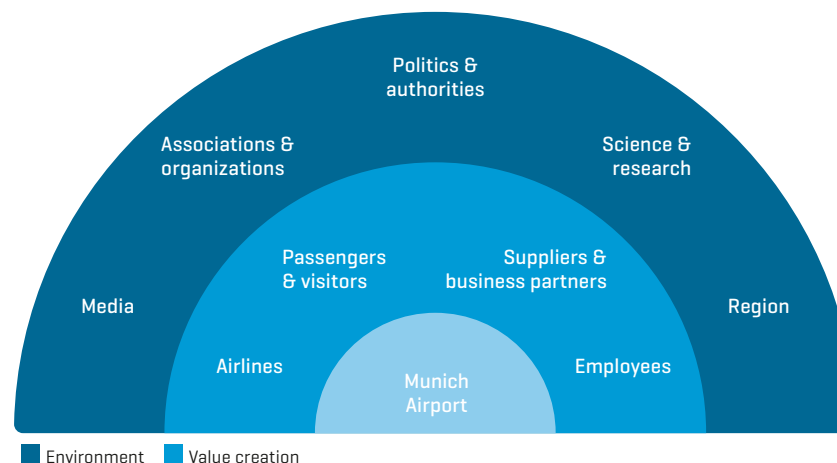 Politics &
authorities
Associations &
organizations
Science &
research
Passengers
& visitors
Suppliers &
business partners
Media
Region
Airlines
Employees
Munich
Airport
Environment
Value creation